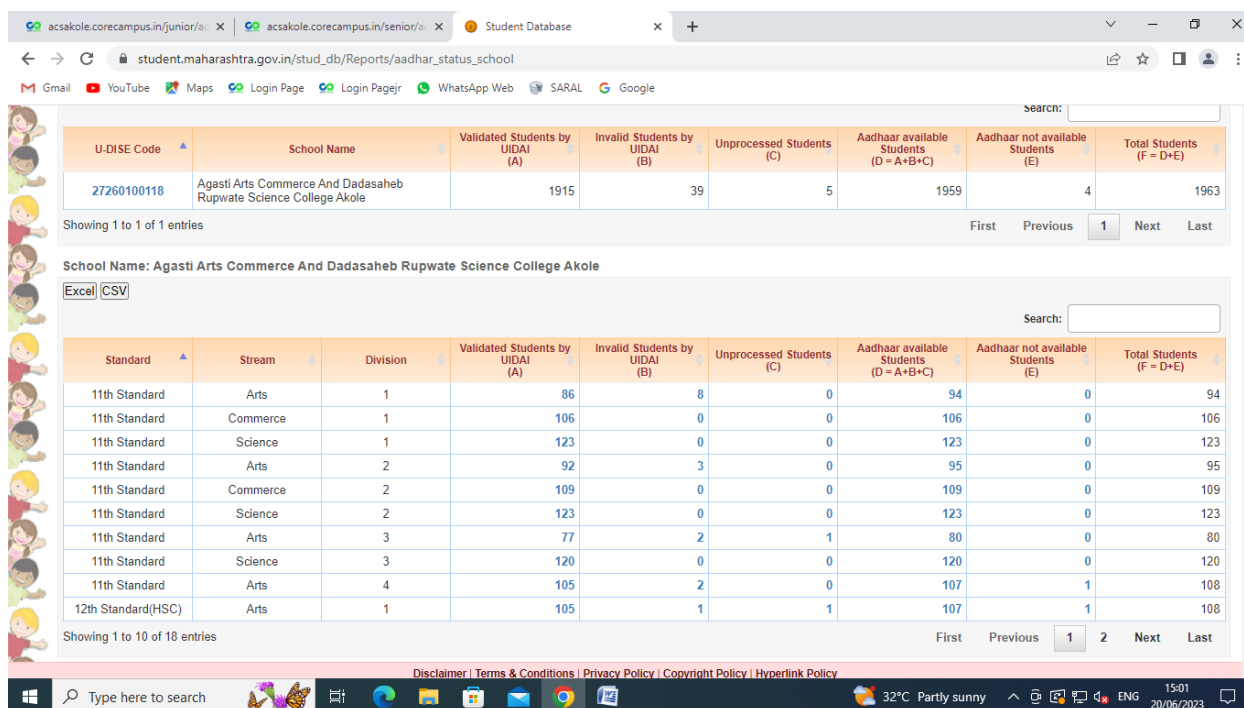 acsakole.corecampus.in/junior/ac
acsakole.corecampus.in/senior/a
Student Database
student.maharashtra.gov.in/stud_db/Reports/aadhar_status_school
Gmail YouTube Maps Login Page Login Pagejr WhatsApp Web SARAL Google
Search:
U-DISE Code School Name Validated Students by UIDAI (A) Invalid Students by UIDAI (B) Unprocessed Students (C) Aadhaar available Students (D = A+B+C) Aadhaar not available Students (E) Total Students (F = D+E)
27260100118 Agasti Arts Commerce And Dadasaheb Rupwate Science College Akole 1915 39 5 1959 4 1963
Showing 1 to 1 of 1 entries First Previous 1 Next Last
School Name: Agasti Arts Commerce And Dadasaheb Rupwate Science College Akole
Excel CSV
Search:
Standard Stream Division Validated Students by UIDAI (A) Invalid Students by UIDAI (B) Unprocessed Students (C) Aadhaar available Students (D = A+B+C) Aadhaar not available Students (E) Total Students (F = D+E)
11th Standard Arts 1 86 8 0 94 0 94
11th Standard Commerce 1 106 0 0 106 0 106
11th Standard Science 1 123 0 0 123 0 123
11th Standard Arts 2 92 3 0 95 0 95
11th Standard Commerce 2 109 0 0 109 0 109
11th Standard Science 2 123 0 0 123 0 123
11th Standard Arts 3 77 2 1 80 0 80
11th Standard Science 3 120 0 0 120 0 120
11th Standard Arts 4 105 2 0 107 1 108
12th Standard(HSC) Arts 1 105 1 1 107 1 108
Showing 1 to 10 of 18 entries First Previous 1 2 Next Last
Disclaimer | Terms & Conditions | Privacy Policy | Copyright Policy | Hyperlink Policy
Type here to search 32°C Partly sunny ENG 15:01
20/06/2023